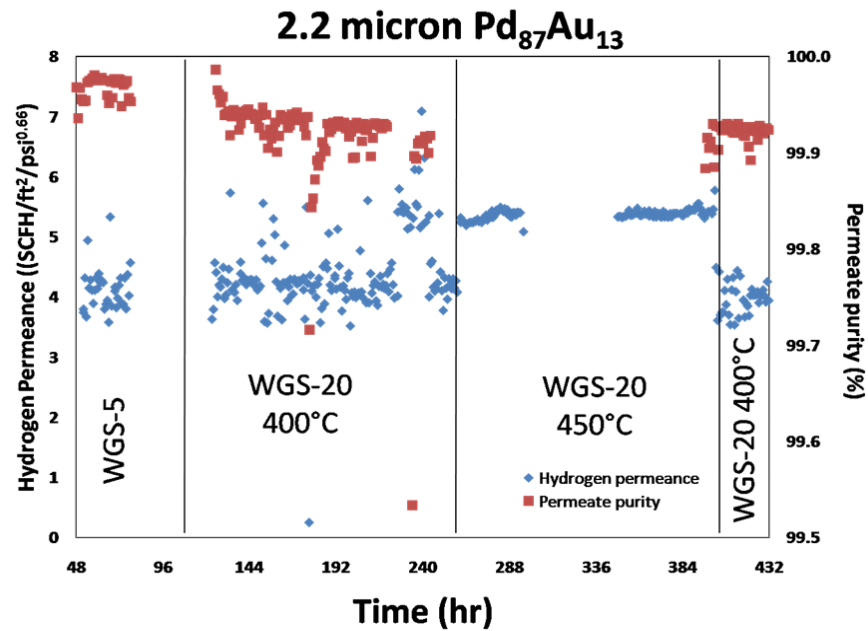 2.2 micron Pd₈₇Au₁₃
Hydrogen Permeance ((SCFH/ft²/psi⁰·⁶⁶)
8
7
6
5
4
3
2
1
0
100.0
99.9
99.8
99.7
99.6
99.5
Permeate purity (%)
WGS-5
WGS-20
400°C
WGS-20
450°C
WGS-20 400°C
Hydrogen permeance
Permeate purity
48 96 144 192 240 288 336 384 432
Time (hr)